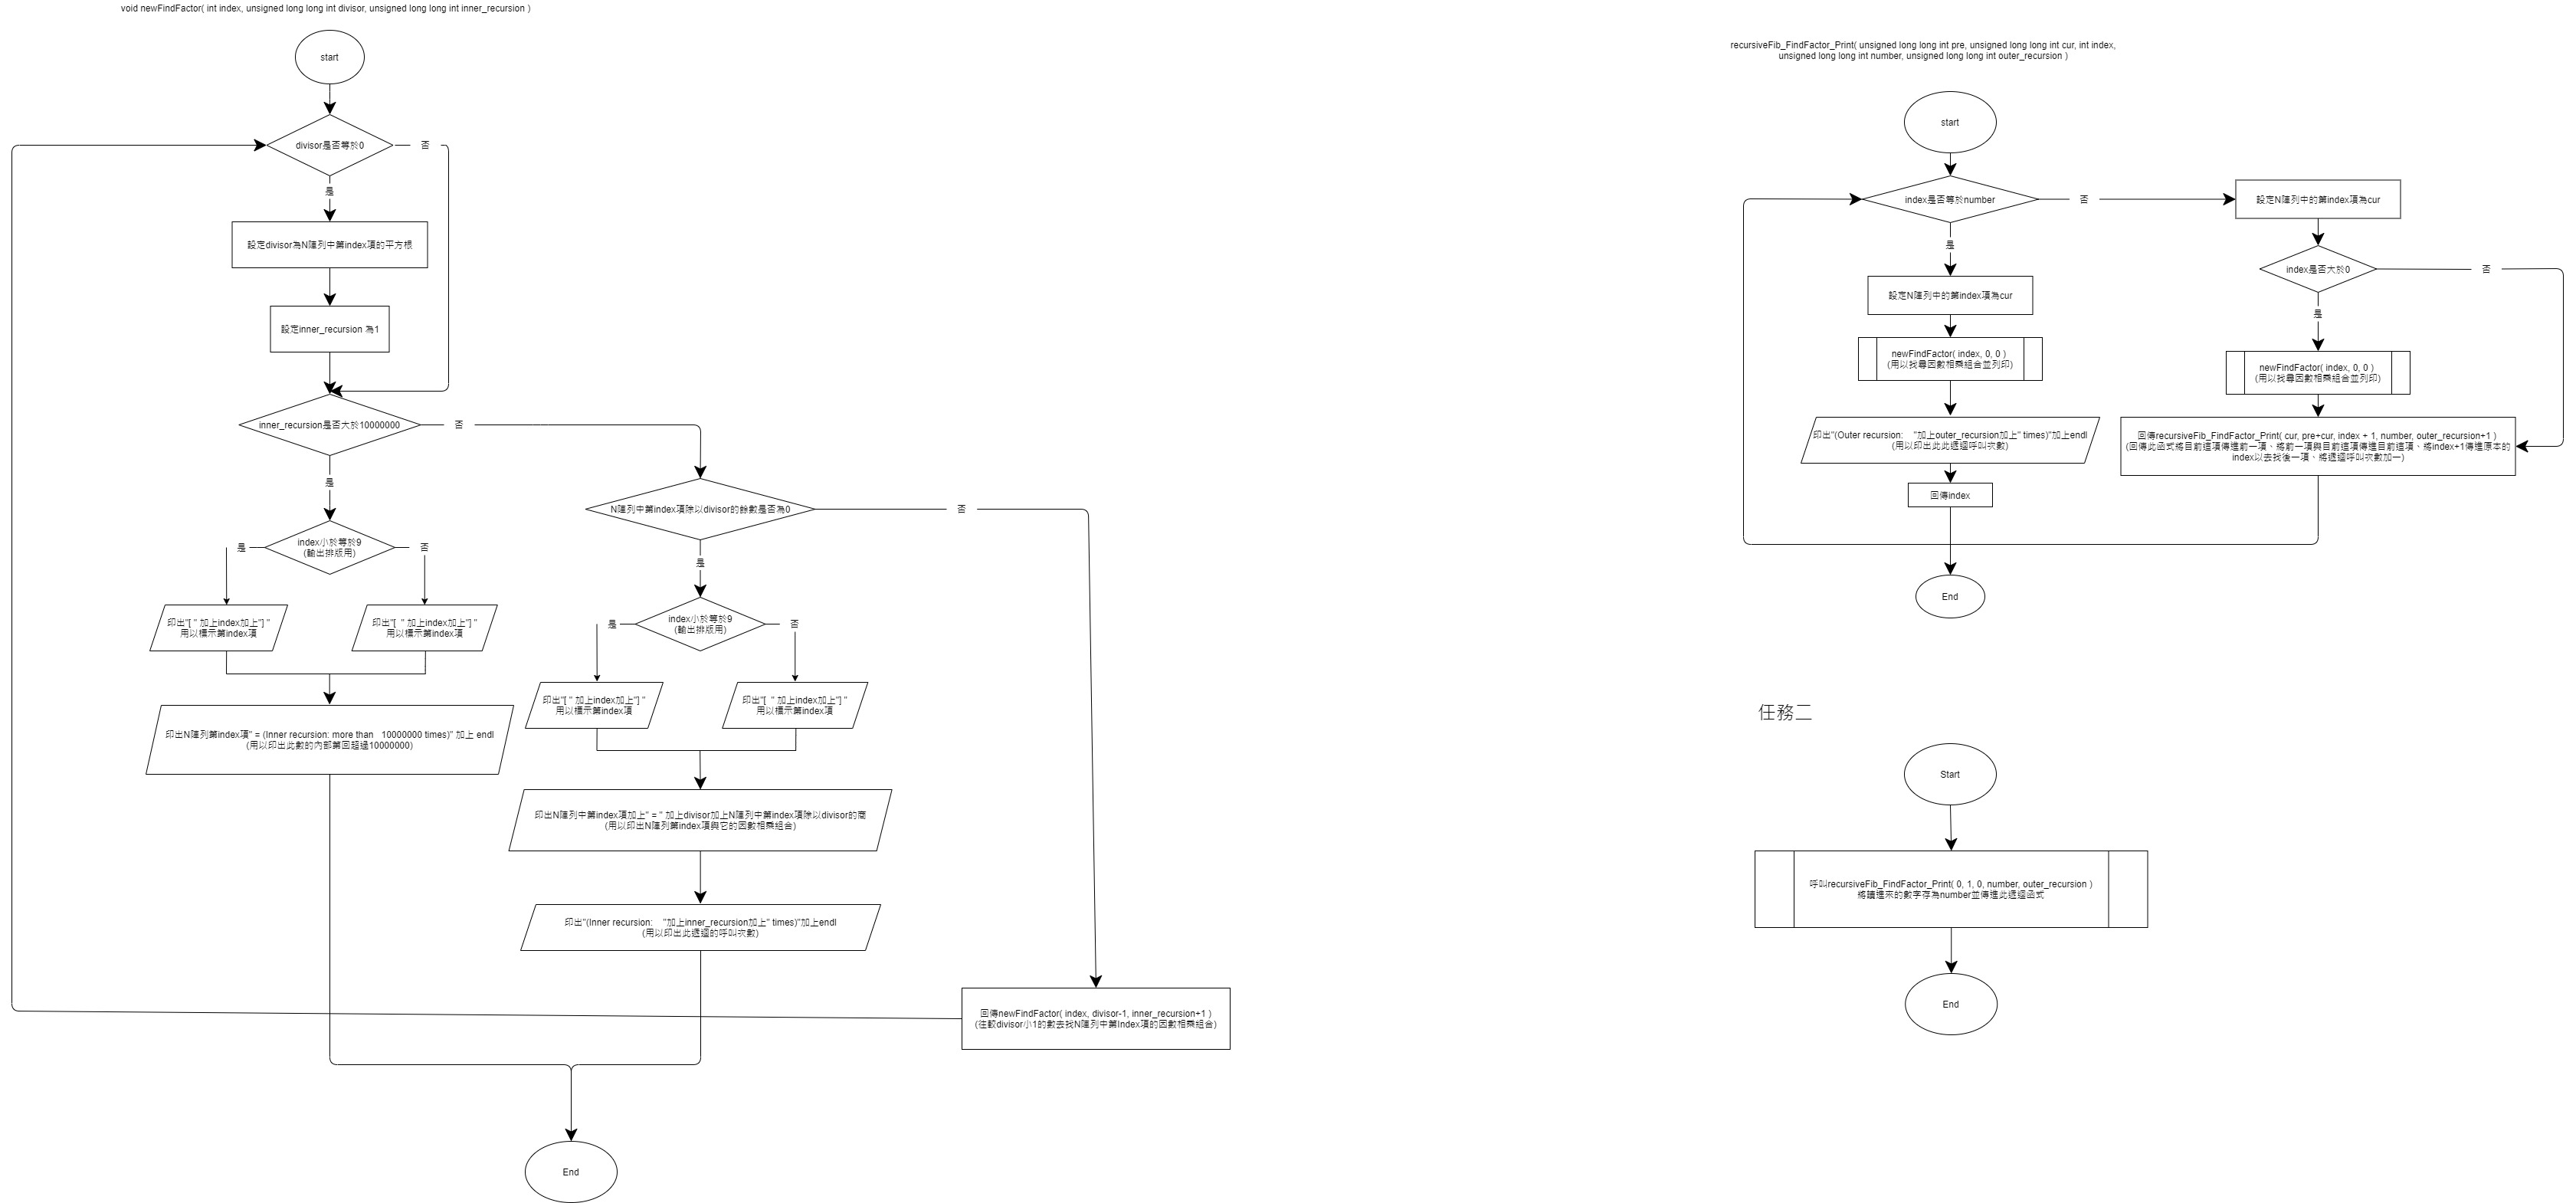 void newFindFactor( int index, unsigned long long int divisor, unsigned long long int inner_recursion )
start
divisor是否等於0
否
是
設定divisor為N陣列中第index項的平方根
設定inner_recursion 為1
inner_recursion是否大於10000000
否
是
index小於等於9
(輸出排版用)
是
否
印出"[ " 加上index加上"] "
用以標示第index項
印出"[  " 加上index加上"] "
用以標示第index項
印出N陣列第index項" = (Inner recursion: more than   10000000 times)" 加上 endl
(用以印出此數的內部第回超過10000000)
N陣列中第index項除以divisor的餘數是否為0
否
是
index小於等於9
(輸出排版用)
是
否
印出"[ " 加上index加上"] "
用以標示第index項
印出"[  " 加上index加上"] "
用以標示第index項
印出N陣列中第index項加上" = " 加上divisor加上N陣列中第index項除以divisor的商
(用以印出N陣列第index項與它的因數相乘組合)
印出"(Inner recursion:    "加上inner_recursion加上" times)"加上endl
(用以印出此遞迴的呼叫次數)
回傳newFindFactor( index, divisor-1, inner_recursion+1 )
(往較divisor小1的數去找N陣列中第Index項的因數相乘組合)
End
recursiveFib_FindFactor_Print( unsigned long long int pre, unsigned long long int cur, int index,
unsigned long long int number, unsigned long long int outer_recursion )
start
index是否等於number
否
是
設定N陣列中的第index項為cur
newFindFactor( index, 0, 0 )
(用以找尋因數相乘組合並列印)
印出"(Outer recursion:    "加上outer_recursion加上" times)"加上endl
(用以印出此此遞迴呼叫次數)
回傳index
End
設定N陣列中的第index項為cur
index是否大於0
否
是
newFindFactor( index, 0, 0 )
(用以找尋因數相乘組合並列印)
回傳recursiveFib_FindFactor_Print( cur, pre+cur, index + 1, number, outer_recursion+1 )
(回傳此函式將目前這項傳進前一項、將前一項與目前這項傳進目前這項、將index+1傳進原本的
index以去找後一項、將遞迴呼叫次數加一)
任務二
Start
呼叫recursiveFib_FindFactor_Print( 0, 1, 0, number, outer_recursion )
將讀進來的數字存為number並傳進此遞迴函式
End